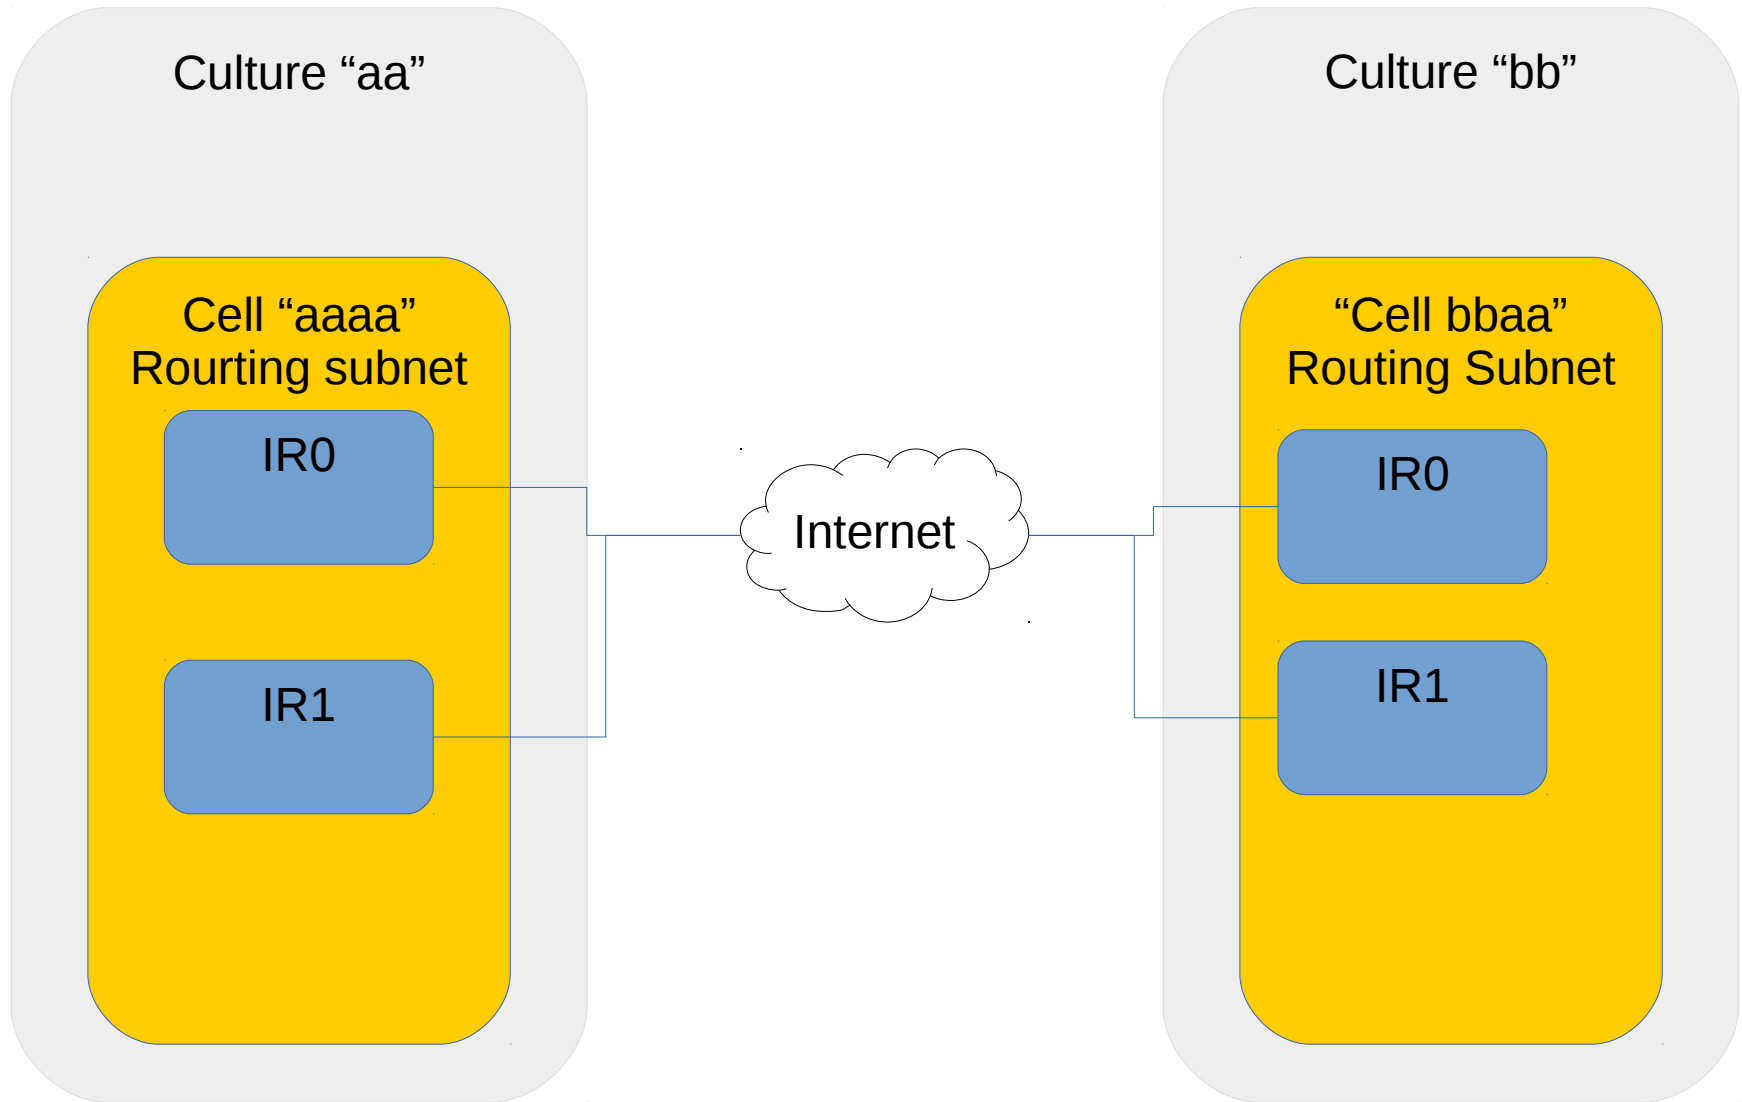 Culture “aa”
Cell “aaaa”
Rourting subnet
IR0
IR1
Internet
Culture “bb”
“Cell bbaa”
Routing Subnet
IR0
IR1